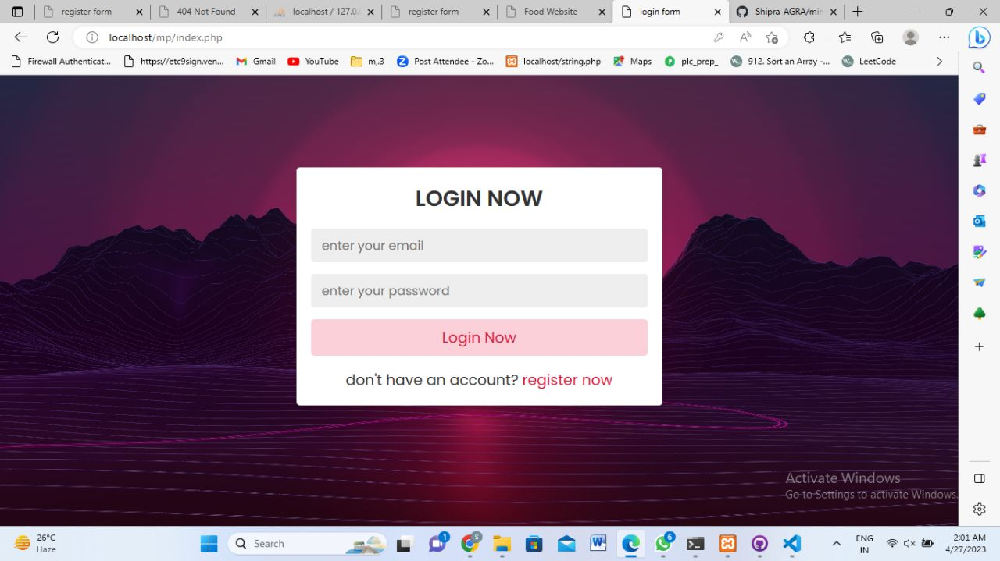 register form
404 Not Found
localhost / 127.0.
register form
Food Website
login form
Shipra-AGRA/min
localhost/mp/index.php
Firewall Authenticat...
https://etc9sign.ven...
Gmail
YouTube
m,.3
Post Attendee - Zo...
localhost/string.php
Maps
plc_prep_
912. Sort an Array -...
LeetCode
LOGIN NOW
enter your email
enter your password
Login Now
don't have an account? register now
Activate Windows
Go to Settings to activate Windows.
26°C
Haze
Search
1
S
6
ENG
IN
2:01 AM
4/27/2023